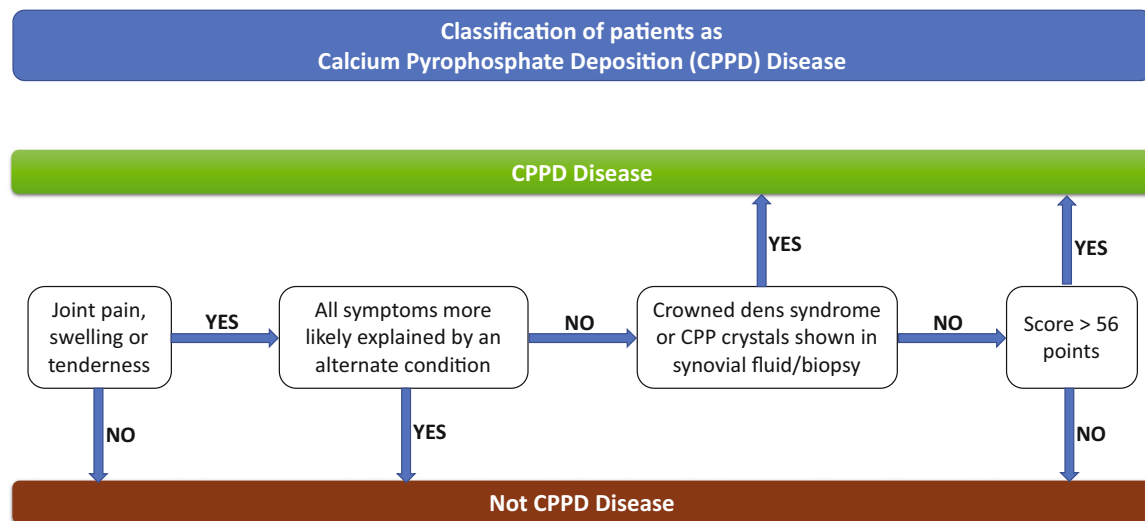 Classification of patients as
Calcium Pyrophosphate Deposition (CPPD) Disease
CPPD Disease
YES
YES
Joint pain,
swelling or
tenderness
YES
All symptoms more
likely explained by an
alternate condition
NO
Crowned dens syndrome
or CPP crystals shown in
synovial fluid/biopsy
NO
Score > 56
points
NO
YES
NO
Not CPPD Disease